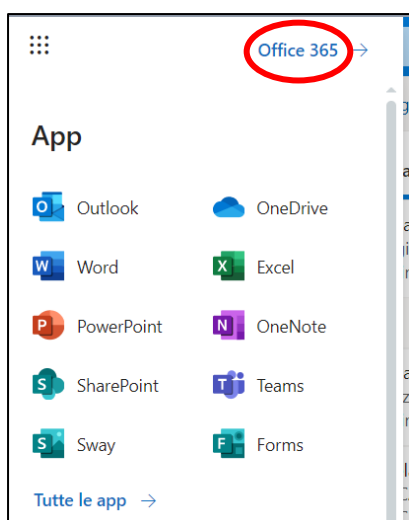 Office 365 →
App
Outlook OneDrive
Word Excel
PowerPoint OneNote
SharePoint Teams
Sway Forms
Tutte le app →